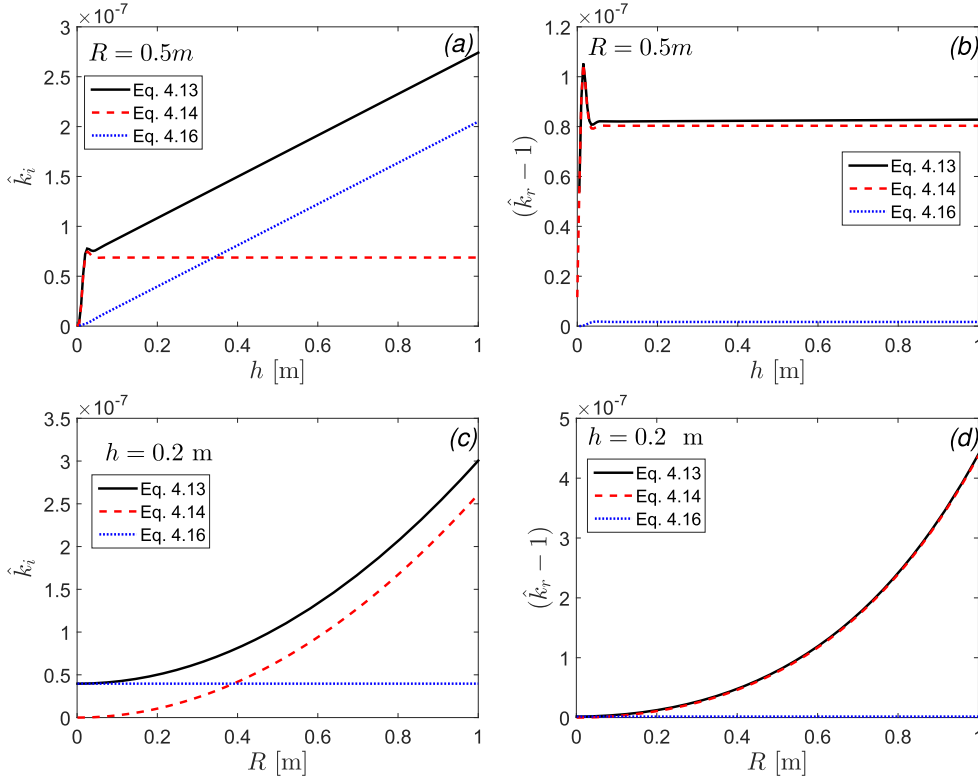 ×10⁻⁷
(a)
R = 0.5m
Eq. 4.13
Eq. 4.14
Eq. 4.16
k̂ᵢ
3
2.5
2
1.5
1
0.5
0
0 0.2 0.4 0.6 0.8 1
h [m]
×10⁻⁷
(b)
R = 0.5m
Eq. 4.13
Eq. 4.14
Eq. 4.16
(k̂ᵣ − 1)
1.2
1
0.8
0.6
0.4
0.2
0
0 0.2 0.4 0.6 0.8 1
h [m]
×10⁻⁷
(c)
h = 0.2 m
Eq. 4.13
Eq. 4.14
Eq. 4.16
k̂ᵢ
3.5
3
2.5
2
1.5
1
0.5
0
0 0.2 0.4 0.6 0.8 1
R [m]
×10⁻⁷
(d)
h = 0.2 m
Eq. 4.13
Eq. 4.14
Eq. 4.16
(k̂ᵣ − 1)
5
4
3
2
1
0
0 0.2 0.4 0.6 0.8 1
R [m]